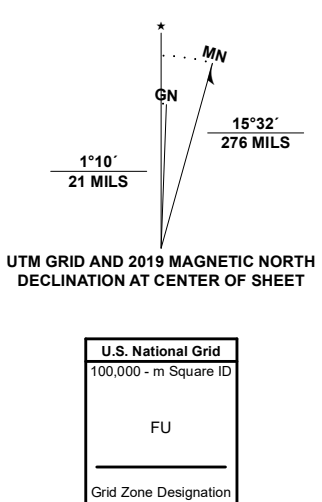 ★
MN
GN
15°32´
276 MILS
1°10´
21 MILS
UTM GRID AND 2019 MAGNETIC NORTH
DECLINATION AT CENTER OF SHEET
U.S. National Grid
100,000 - m Square ID
FU
Grid Zone Designation